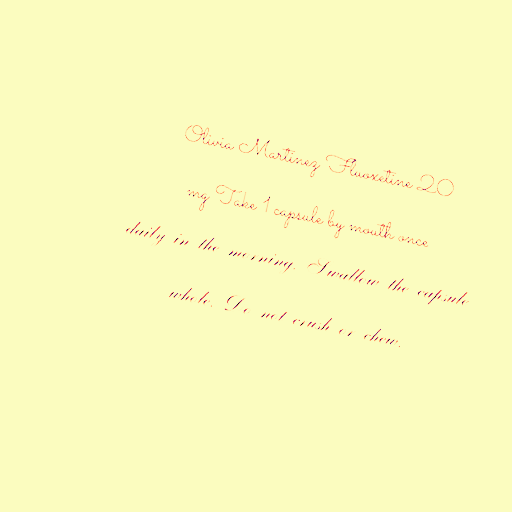 Olivia Martinez Fluoxetine 20
mg Take 1 capsule by mouth once
daily in the morning. Swallow the capsule
whole. Do not crush or chew.